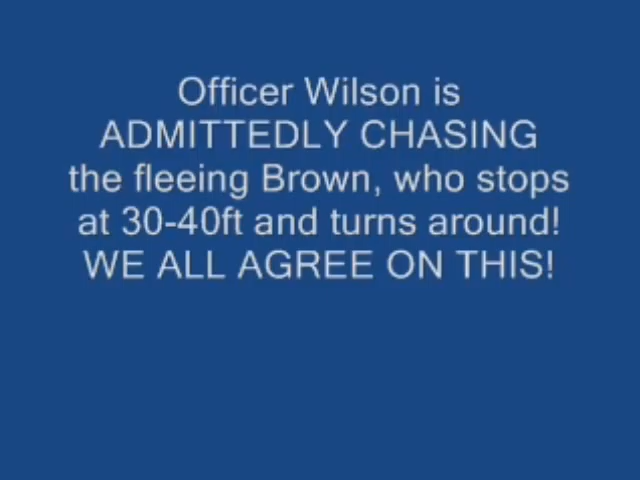 Officer Wilson is
ADMITTEDLY CHASING
the fleeing Brown, who stops
at 30-40ft and turns around!
WE ALL AGREE ON THIS!